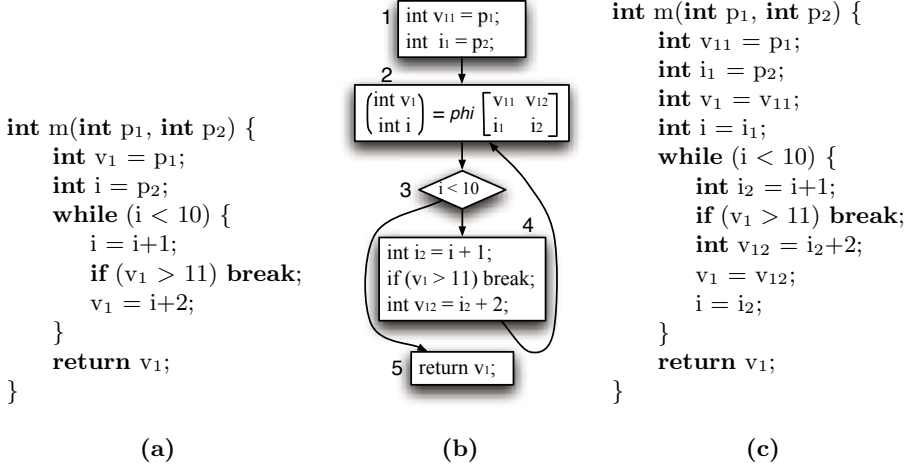 int m(int p₁, int p₂) {
int v₁ = p₁;
int i = p₂;
while (i < 10) {
i = i+1;
if (v₁ > 11) break;
v₁ = i+2;
}
return v₁;
}
(a)
1
int v₁₁ = p₁;
int i₁ = p₂;
2
(int v₁ int i) = phi [v₁₁ v₁₂ i₁ i₂]
3
i < 10
4
int i₂ = i + 1;
if (v₁ > 11) break;
int v₁₂ = i₂ + 2;
5
return v₁;
(b)
int m(int p₁, int p₂) {
int v₁₁ = p₁;
int i₁ = p₂;
int v₁ = v₁₁;
int i = i₁;
while (i < 10) {
int i₂ = i+1;
if (v₁ > 11) break;
int v₁₂ = i₂+2;
v₁ = v₁₂;
i = i₂;
}
return v₁;
}
(c)